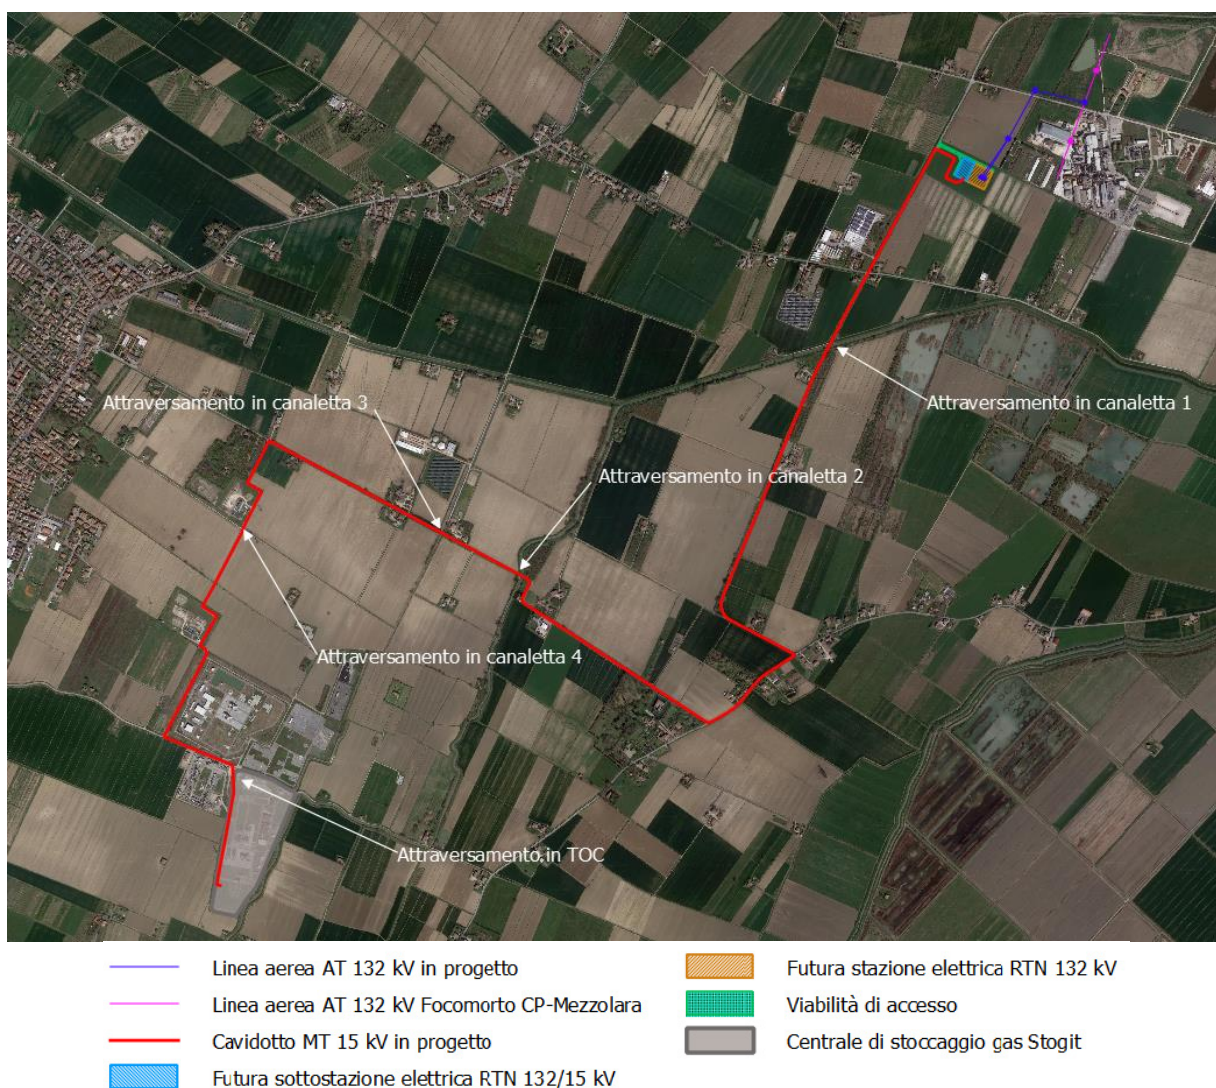 Attraversamento in canaletta 3
Attraversamento in canaletta 1
Attraversamento in canaletta 2
Attraversamento in canaletta 4
Attraversamento in TOC
Linea aerea AT 132 kV in progetto
Linea aerea AT 132 kV Focomorto CP-Mezzolara
Cavidotto MT 15 kV in progetto
Futura sottostazione elettrica RTN 132/15 kV
Futura stazione elettrica RTN 132 kV
Viabilità di accesso
Centrale di stoccaggio gas Stogit